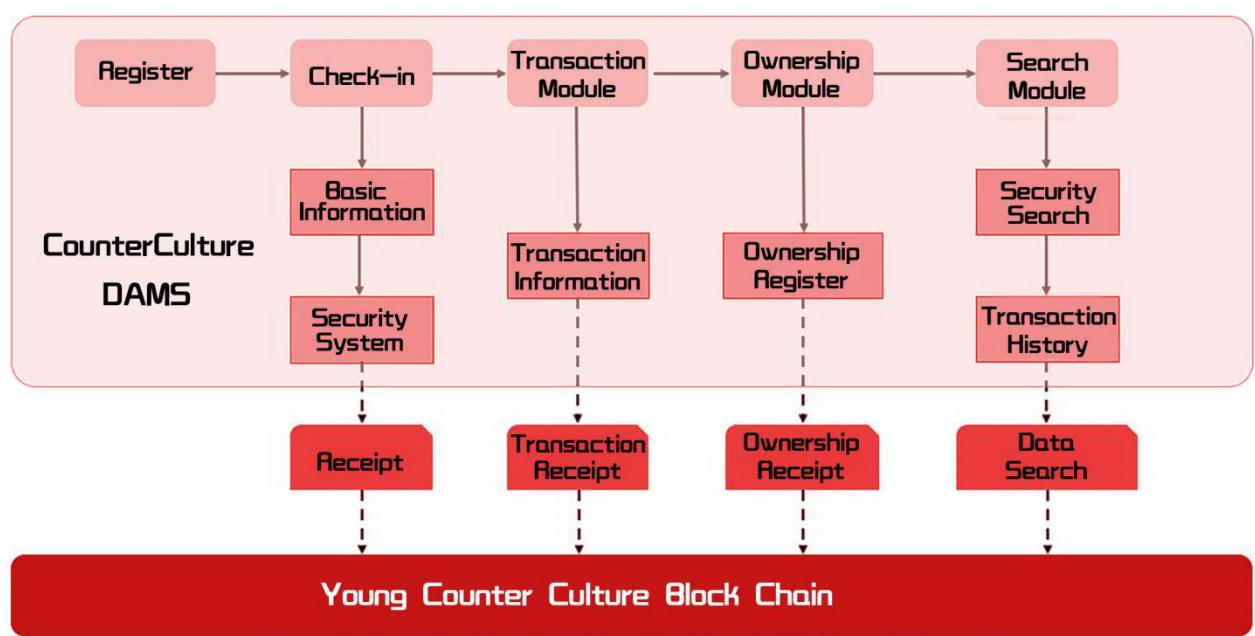 Register
Check-in
Transaction
Module
Ownership
Module
Search
Module
Basic
Information
Security
Search
CounterCulture
DAMS
Transaction
Information
Ownership
Register
Security
System
Transaction
History
Receipt
Transaction
Receipt
Ownership
Receipt
Data
Search
Young Counter Culture Block Chain